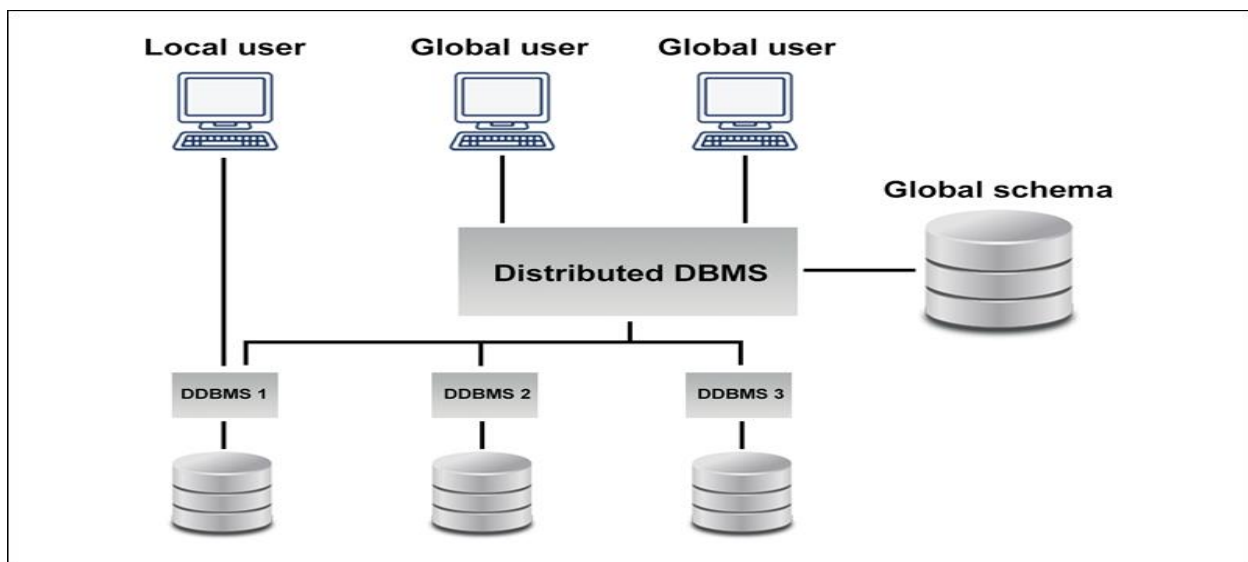 Local user
Global user
Global user
Global schema
Distributed DBMS
DDBMS 1
DDBMS 2
DDBMS 3